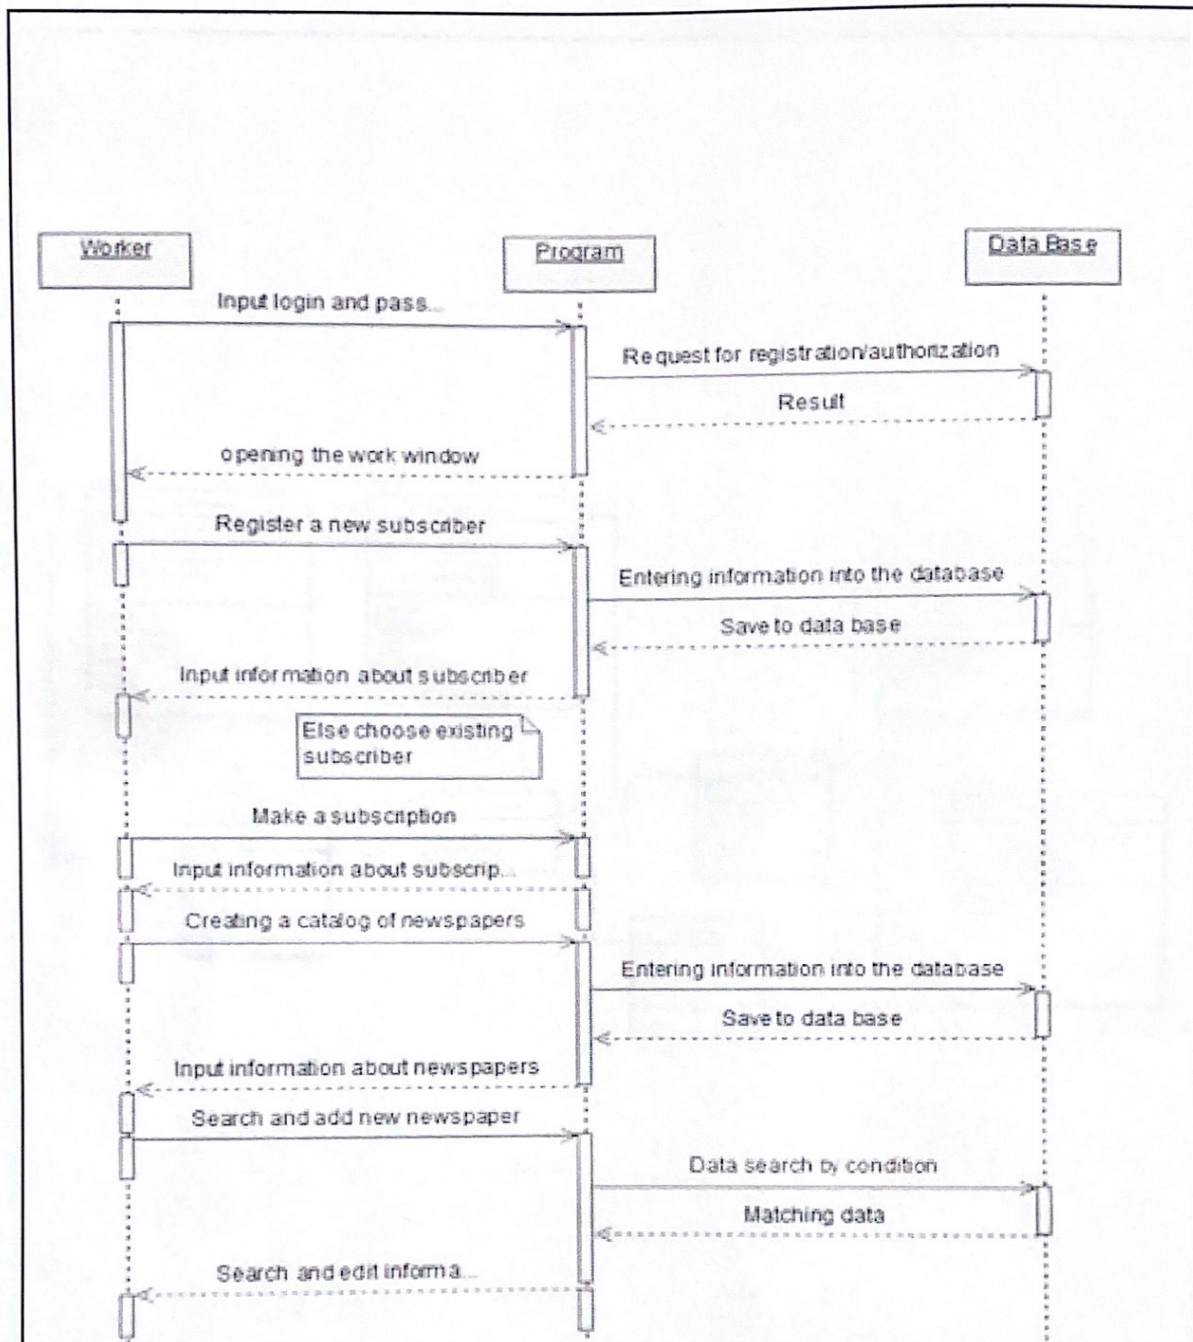 Worker
Program
Data Base
Input login and pass...
Request for registration/authorization
Result
opening the work window
Register a new subscriber
Entering information into the database
Save to data base
Input information about subscriber
Else choose existing
subscriber
Make a subscription
Input information about subscrip...
Creating a catalog of newspapers
Entering information into the database
Save to data base
Input information about newspapers
Search and add new newspaper
Data search by condition
Matching data
Search and edit informa...